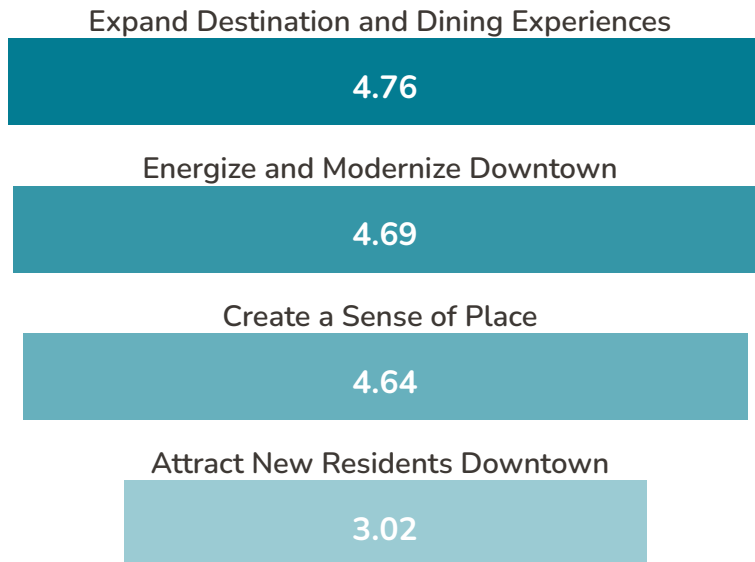 Expand Destination and Dining Experiences
4.76
Energize and Modernize Downtown
4.69
Create a Sense of Place
4.64
Attract New Residents Downtown
3.02